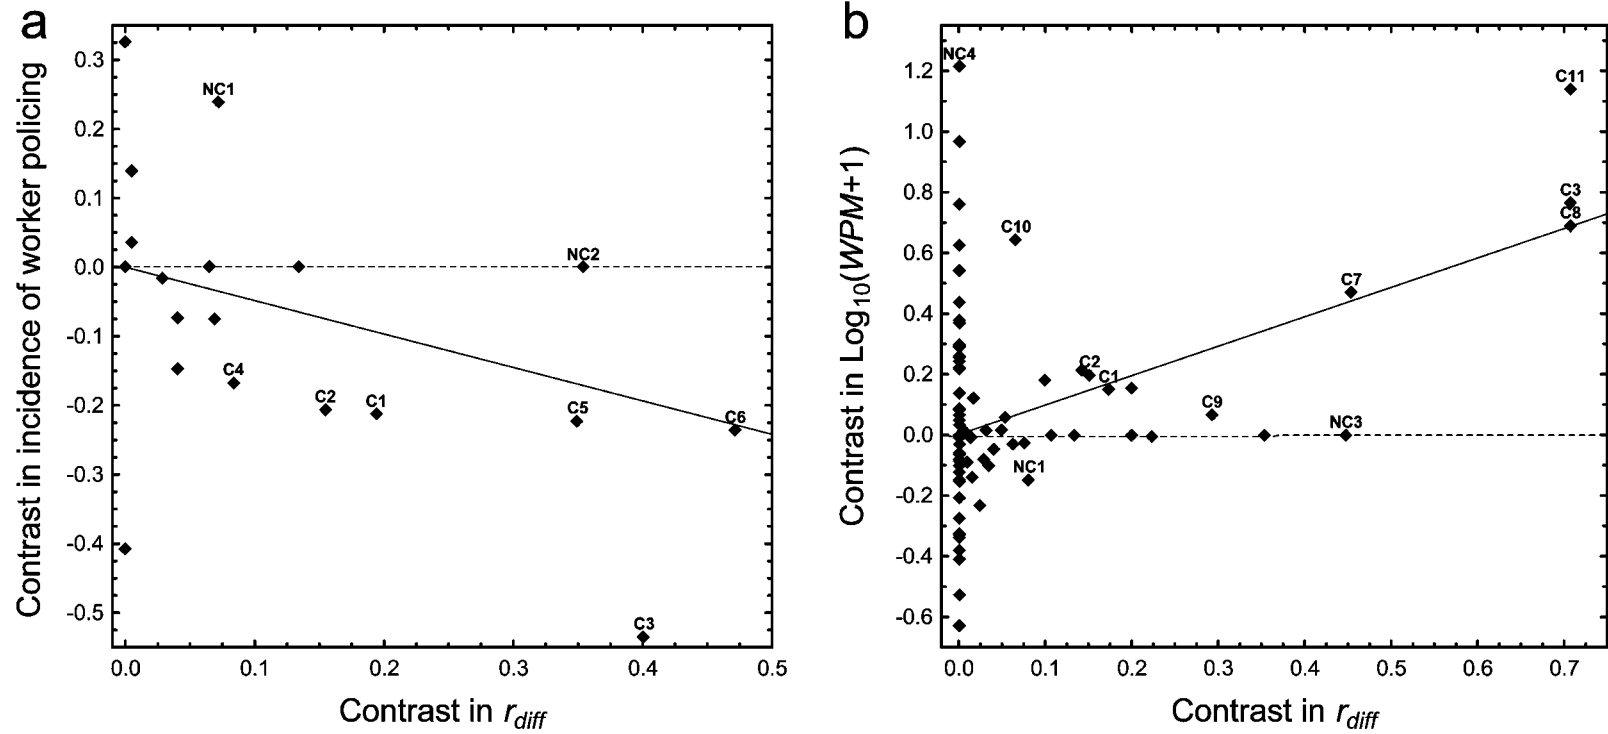 a
Contrast in incidence of worker policing
0.3
0.2
0.1
0.0
-0.1
-0.2
-0.3
-0.4
-0.5
NC1
NC2
C4
C2
C1
C5
C6
C3
0.0 0.1 0.2 0.3 0.4 0.5
Contrast in rdiff
b
Contrast in Log10(WPM+1)
1.2
1.0
0.8
0.6
0.4
0.2
0.0
-0.2
-0.4
-0.6
NC4
C11
C3
C8
C10
C7
C2
C1
C9
NC3
NC1
0.0 0.1 0.2 0.3 0.4 0.5 0.6 0.7
Contrast in rdiff